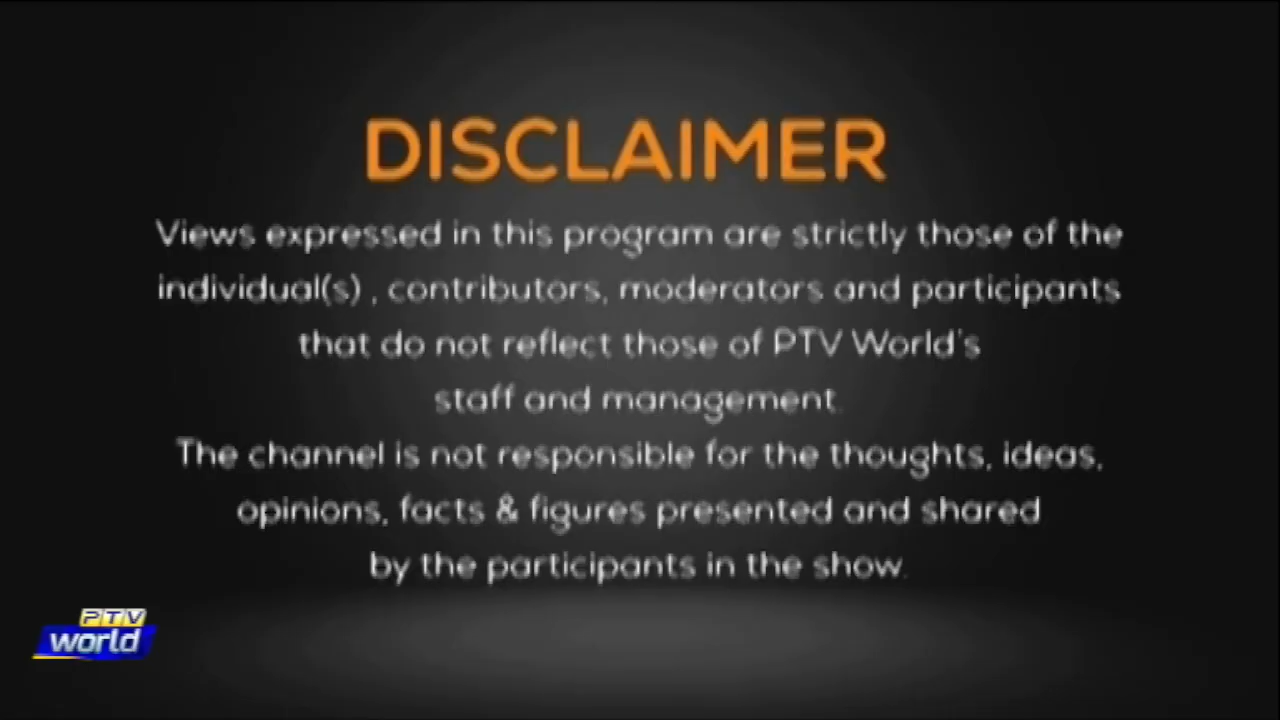 DISCLAIMER
Views expressed in this program are strictly those of the
individual(s) , contributors, moderators and participants
that do not reflect those of PTV World's
staff and management.
The channel is not responsible for the thoughts, ideas,
opinions, facts & figures presented and shared
by the participants in the show.
PTV
world